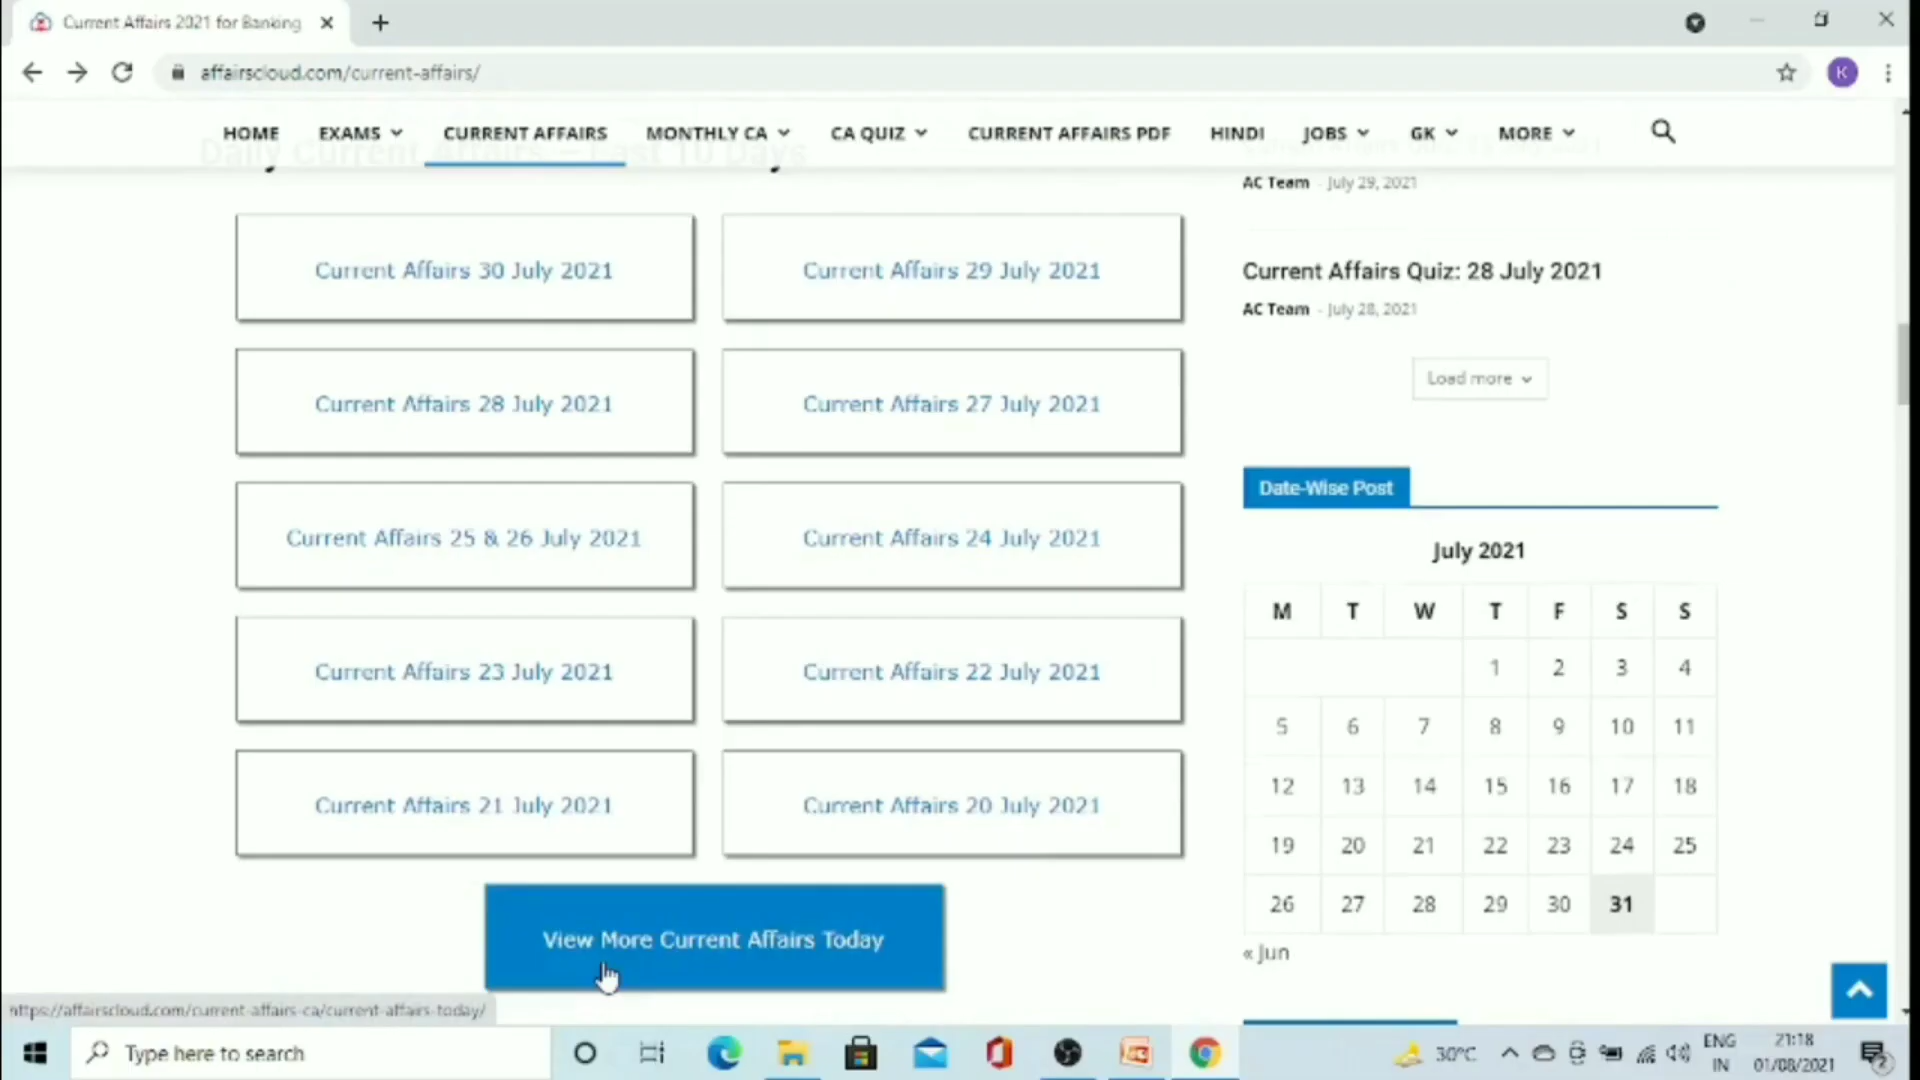 Current Affairs 2021 for Banking
affairscloud.com/current-affairs/
K
HOME EXAMS CURRENT AFFAIRS MONTHLY CA CA QUIZ CURRENT AFFAIRS PDF HINDI JOBS GK MORE
Daily Current Affairs – Past 10 Days
AC Team - July 29, 2021
Current Affairs 30 July 2021
Current Affairs 29 July 2021
Current Affairs Quiz: 28 July 2021
AC Team - July 28, 2021
Load more
Current Affairs 28 July 2021
Current Affairs 27 July 2021
Current Affairs 25 & 26 July 2021
Current Affairs 24 July 2021
Current Affairs 23 July 2021
Current Affairs 22 July 2021
Current Affairs 21 July 2021
Current Affairs 20 July 2021
View More Current Affairs Today
Date-Wise Post
July 2021
M T W T F S S
1 2 3 4
5 6 7 8 9 10 11
12 13 14 15 16 17 18
19 20 21 22 23 24 25
26 27 28 29 30 31
« Jun
https://affairscloud.com/current-affairs-ca/current-affairs-today/
Type here to search
30°C
ENG
IN
21:18
01/08/2021
2